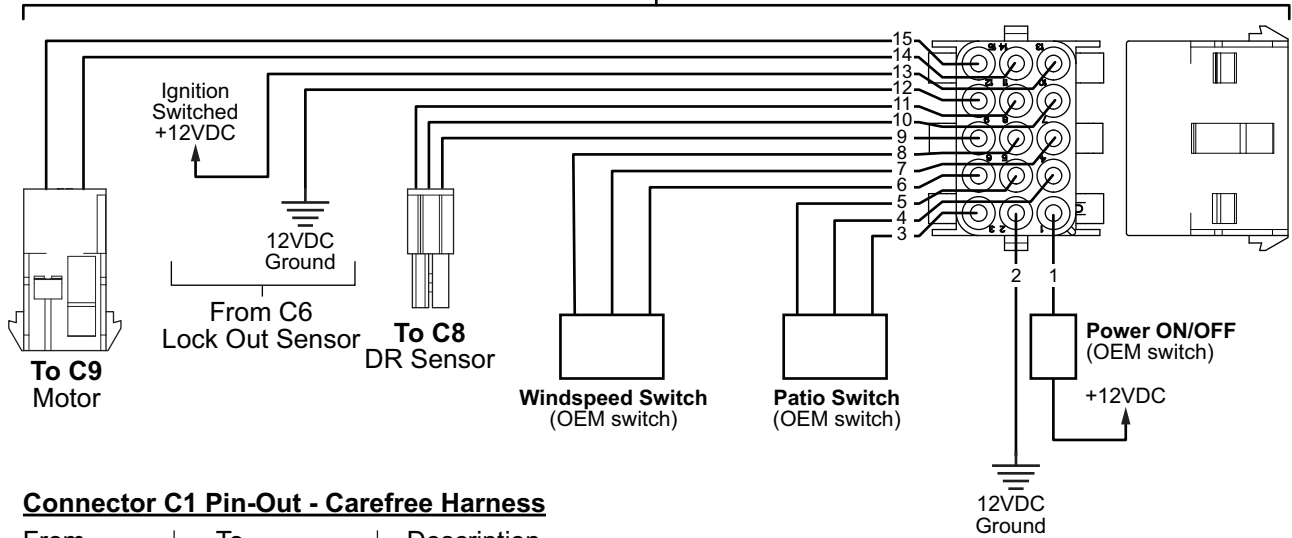 15
14
13
12
11
10
9
8
7
6
5
4
3
Ignition
Switched
+12VDC
12VDC
Ground
From C6
Lock Out Sensor
To C9
Motor
To C8
DR Sensor
Windspeed Switch
(OEM switch)
Patio Switch
(OEM switch)
2
1
Power ON/OFF
(OEM switch)
+12VDC
12VDC
Ground
Connector C1 Pin-Out - Carefree Harness
From To Description